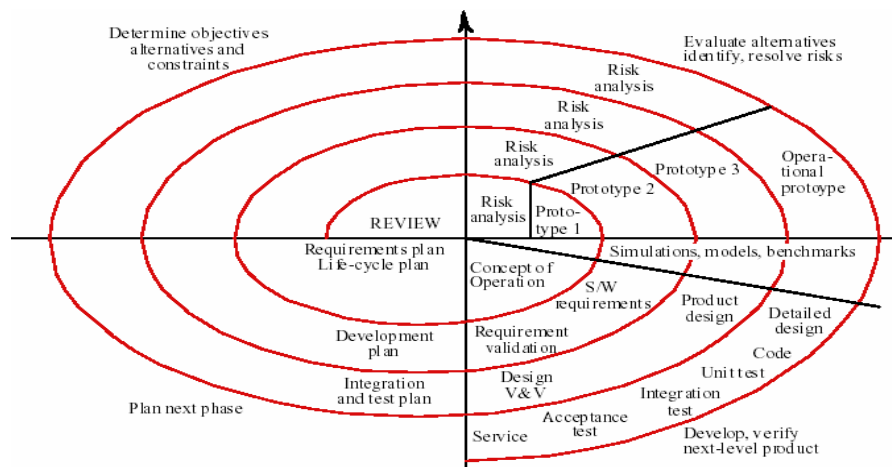 Determine objectives
alternatives and
constraints
Evaluate alternatives
identify, resolve risks
Risk
analysis
Risk
analysis
Risk
analysis
Risk
analysis
REVIEW
Proto-
type 1
Prototype 2
Prototype 3
Opera-
tional
protoype
Requirements plan
Life-cycle plan
Concept of
Operation
Simulations, models, benchmarks
S/W
requirements
Product
design
Detailed
design
Development
plan
Requirement
validation
Code
Unit test
Integration
and test plan
Design
V&V
Integration
test
Plan next phase
Acceptance
test
Service
Develop, verify
next-level product